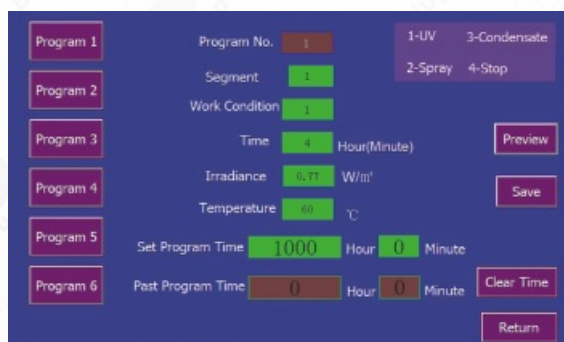 Program 1
Program 2
Program 3
Program 4
Program 5
Program 6
Program No. 1
Segment 1
Work Condition 1
Time 4 Hour(Minute)
Irradiance 0.77 W/m²
Temperature 60 ℃
Set Program Time 1000 Hour 0 Minute
Past Program Time 0 Hour 0 Minute
1-UV 3-Condensate
2-Spray 4-Stop
Preview
Save
Clear Time
Return